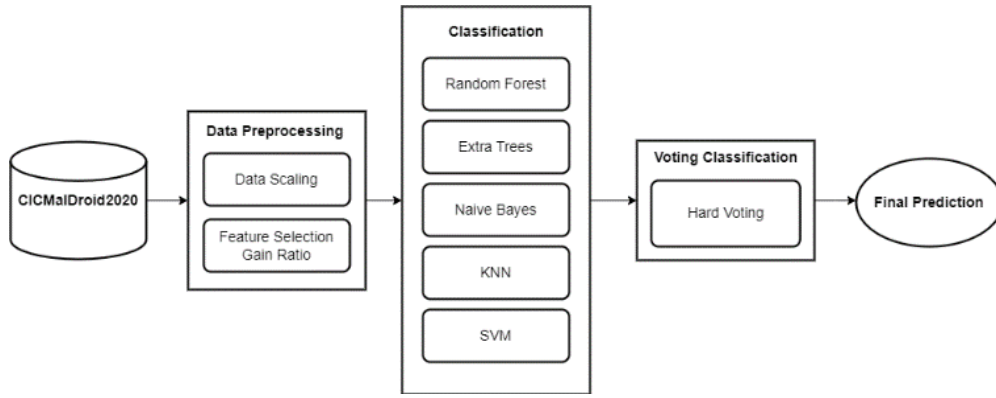 CICMalDroid2020
Data Preprocessing
Data Scaling
Feature Selection
Gain Ratio
Classification
Random Forest
Extra Trees
Naive Bayes
KNN
SVM
Voting Classification
Hard Voting
Final Prediction